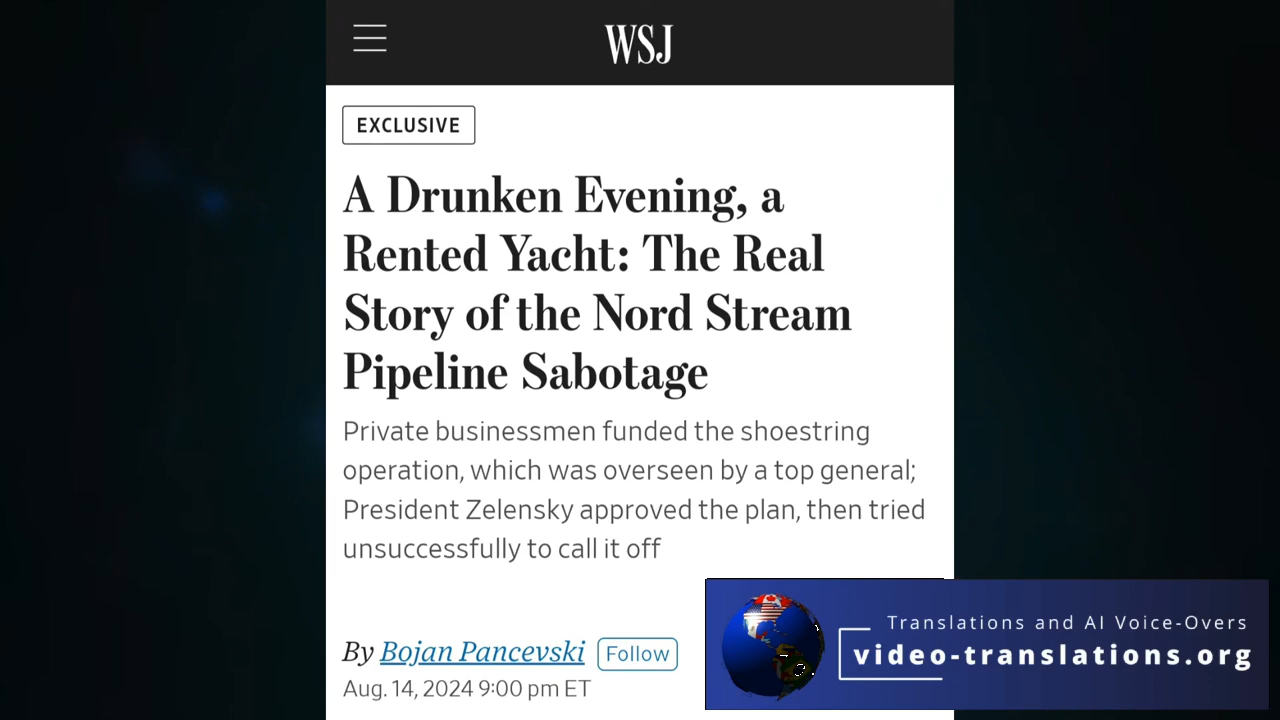 WSJ
EXCLUSIVE
A Drunken Evening, a
Rented Yacht: The Real
Story of the Nord Stream
Pipeline Sabotage
Private businessmen funded the shoestring
operation, which was overseen by a top general;
President Zelensky approved the plan, then tried
unsuccessfully to call it off
By Bojan Pancevski Follow
Aug. 14, 2024 9:00 pm ET
Translations and AI Voice-Overs
video-translations.org